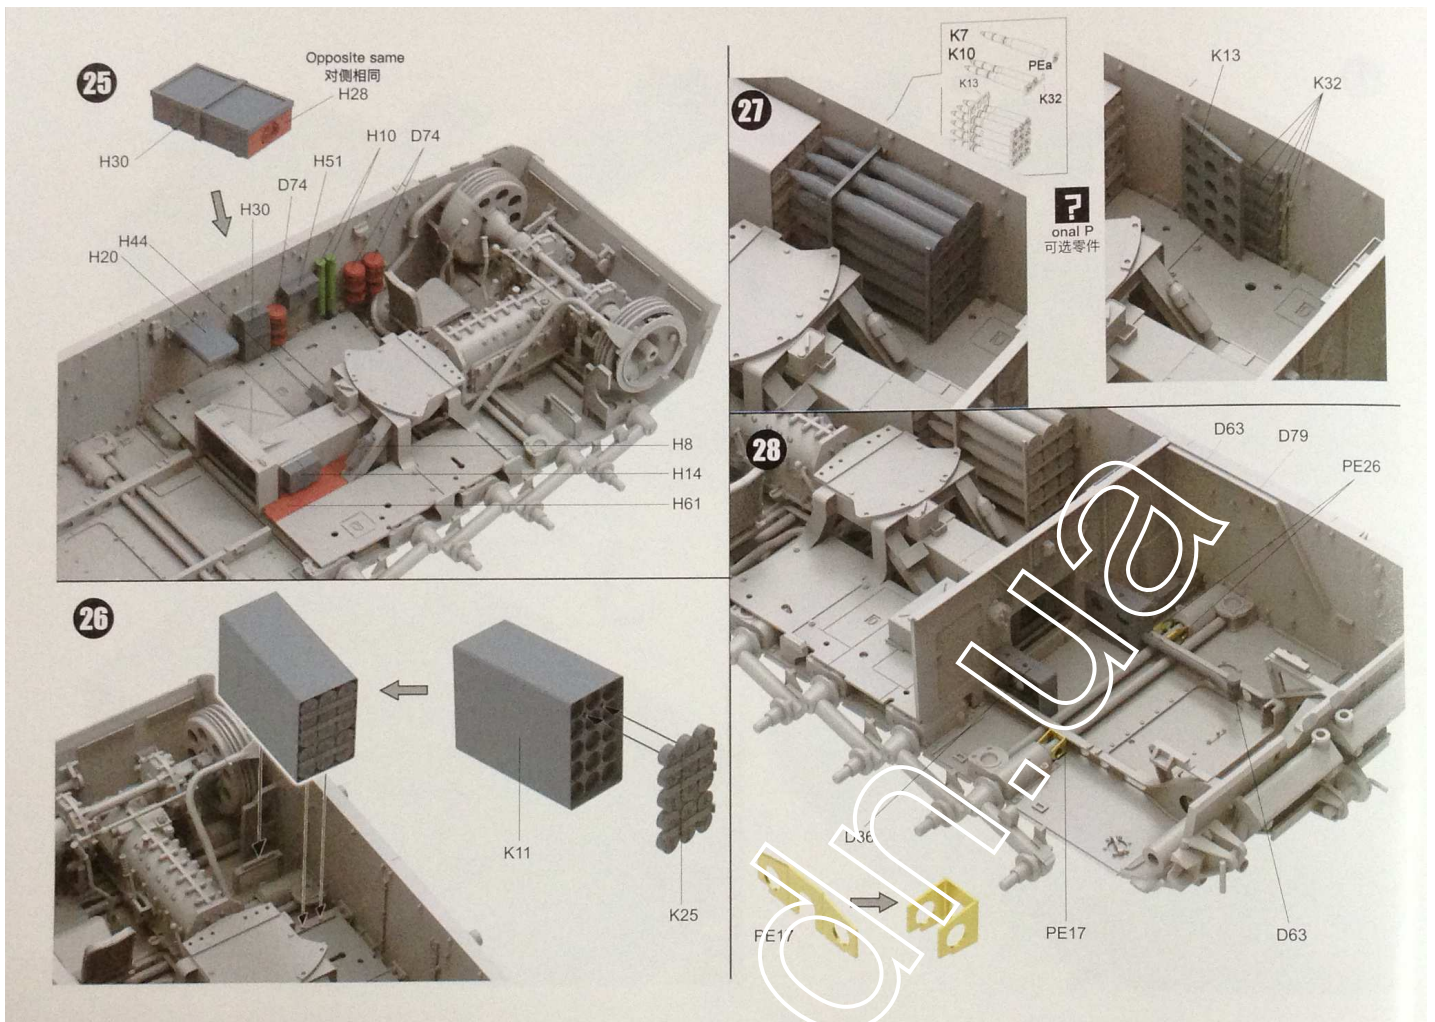 25
Opposite same
对侧相同
H28
H30
H10
D74
H51
D74
H30
H44
H20
H8
H14
H61
26
K11
K25
27
K7
K10
PEa
K13
K32
K13
K32
?
onal P
可选零件
28
D63
D79
PE26
D36
PE17
PE17
D63
dn.ua